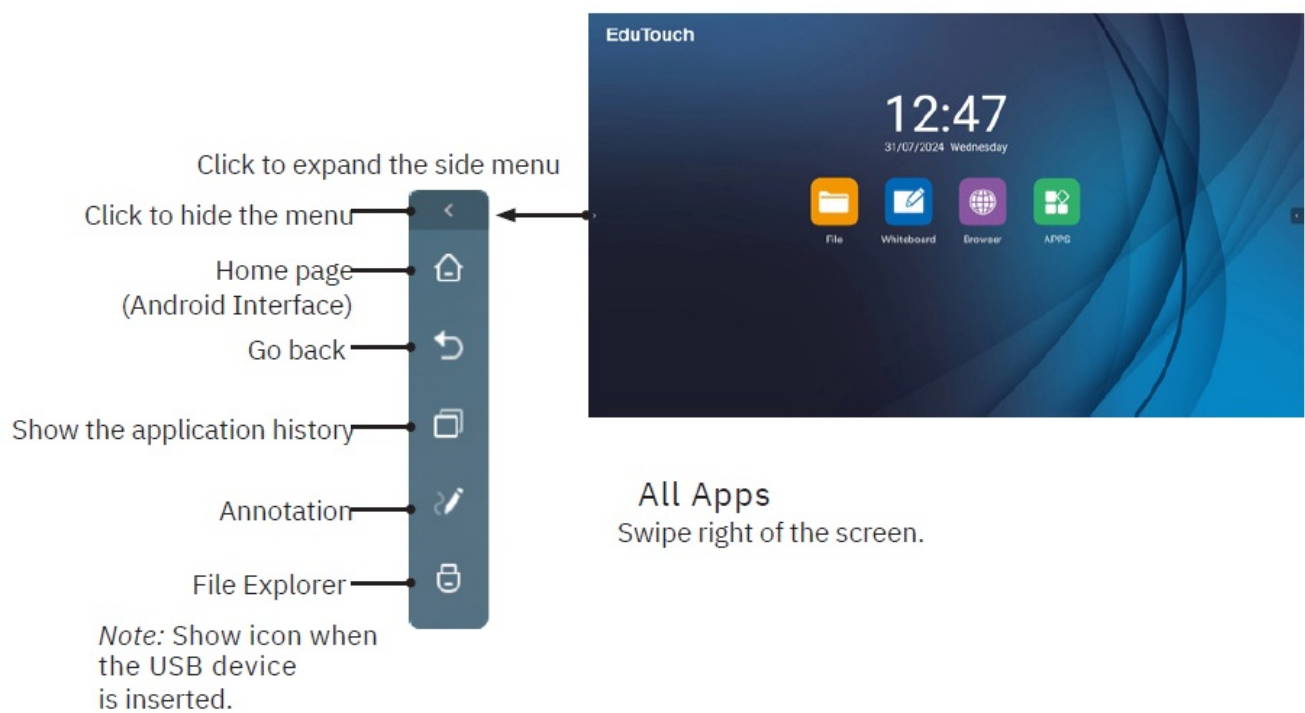 EduTouch
12:47
31/07/2024 Wednesday
File
Whiteboard
Browser
APPS
Click to expand the side menu
Click to hide the menu
Home page
(Android Interface)
Go back
Show the application history
Annotation
File Explorer
Note: Show icon when
the USB device
is inserted.
All Apps
Swipe right of the screen.